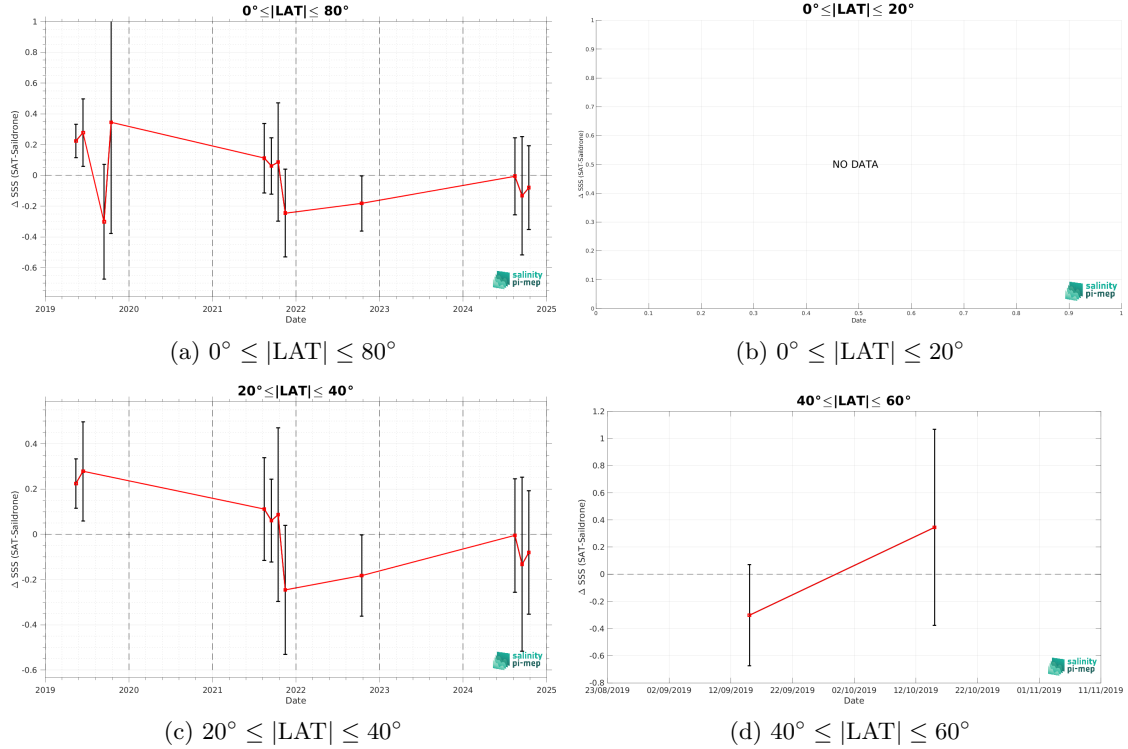 0°≤|LAT|≤ 80°
Δ SSS (SAT-Saildrone)
1
0.8
0.6
0.4
0.2
0
-0.2
-0.4
-0.6
2019 2020 2021 2022 2023 2024 2025
Date
salinity
pi-mep
(a) 0° ≤ |LAT| ≤ 80°
0°≤|LAT|≤ 20°
Δ SSS (SAT-Saildrone)
1
0.9
0.8
0.7
0.6
0.5
0.4
0.3
0.2
0.1
0
NO DATA
0 0.1 0.2 0.3 0.4 0.5 0.6 0.7 0.8 0.9 1
Date
salinity
pi-mep
(b) 0° ≤ |LAT| ≤ 20°
20°≤|LAT|≤ 40°
Δ SSS (SAT-Saildrone)
0.4
0.2
0
-0.2
-0.4
-0.6
2019 2020 2021 2022 2023 2024 2025
Date
salinity
pi-mep
(c) 20° ≤ |LAT| ≤ 40°
40°≤|LAT|≤ 60°
Δ SSS (SAT-Saildrone)
1.2
1
0.8
0.6
0.4
0.2
0
-0.2
-0.4
-0.6
-0.8
23/08/2019 02/09/2019 12/09/2019 22/09/2019 02/10/2019 12/10/2019 22/10/2019 01/11/2019 11/11/2019
Date
salinity
pi-mep
(d) 40° ≤ |LAT| ≤ 60°